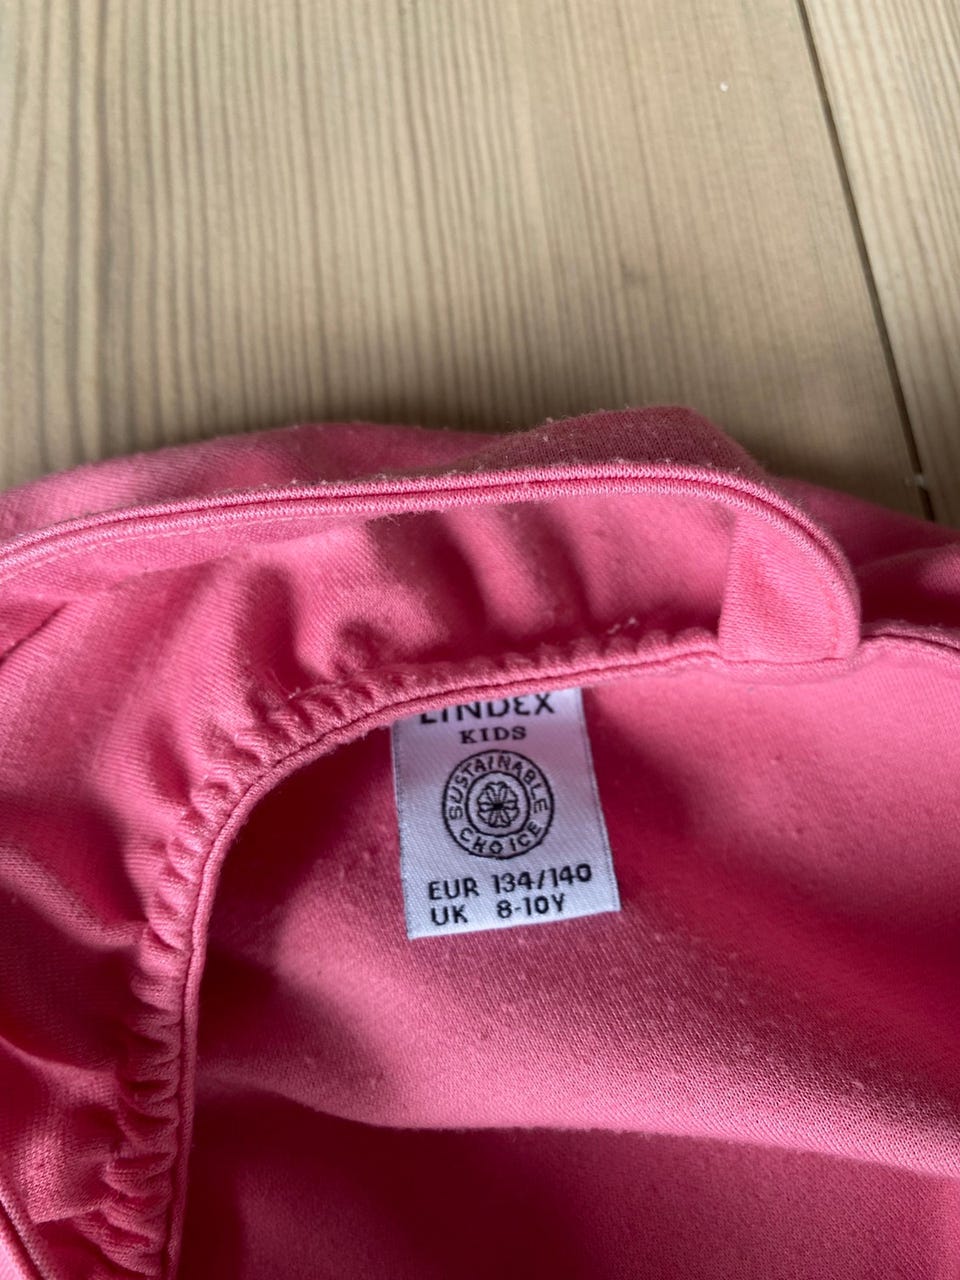 LINDEX
KIDS
SUSTAINABLE
CHOICE
EUR 134/140
UK 8-10Y